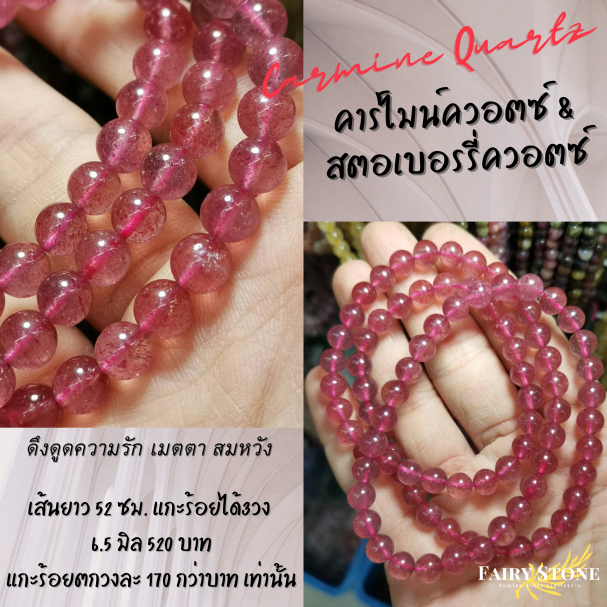 Carmine Quartz
คาร์ไมน์ควอตซ์ &
สตอเบอร์รี่ควอตซ์
ดึงดูดความรัก เมตตา สมหวัง
เส้นยาว 52 ซม. แกะร้อยได้3วง
6.5 มิล 520 บาท
แกะร้อยตกวงละ 170 กว่าบาท เท่านั้น
FAIRY STONE